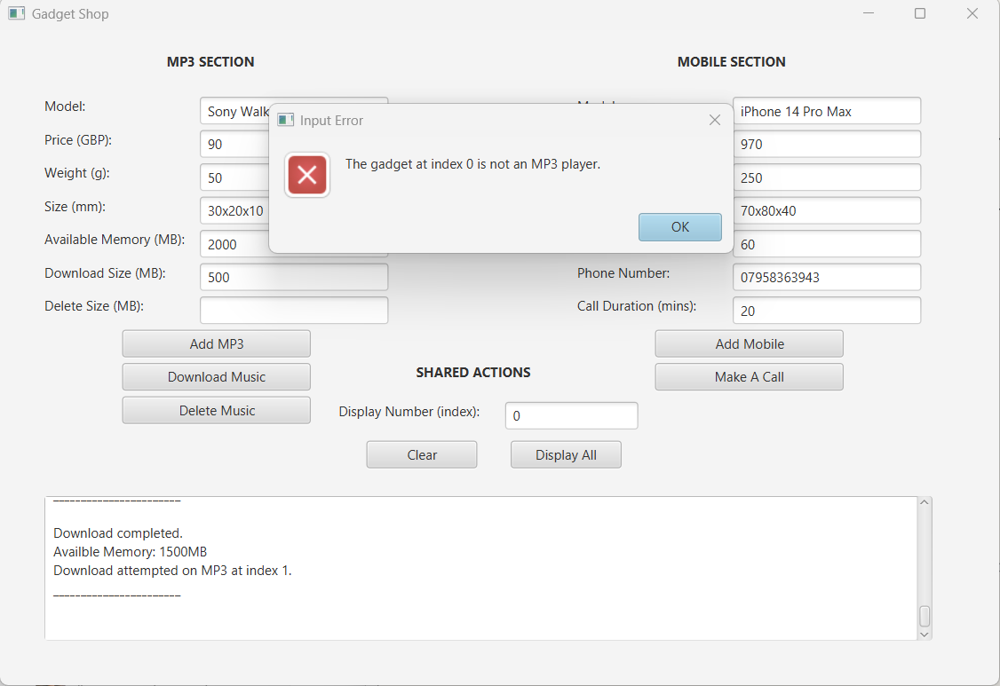 Gadget Shop
MP3 SECTION
MOBILE SECTION
Model:
Sony Walk
iPhone 14 Pro Max
Input Error
The gadget at index 0 is not an MP3 player.
OK
Price (GBP):
90
970
Weight (g):
50
250
Size (mm):
30x20x10
70x80x40
Available Memory (MB):
2000
60
Download Size (MB):
500
Phone Number:
07958363943
Delete Size (MB):
Call Duration (mins):
20
Add MP3
Add Mobile
Download Music
SHARED ACTIONS
Make A Call
Delete Music
Display Number (index):
0
Clear
Display All
-----------------------
Download completed.
Availble Memory: 1500MB
Download attempted on MP3 at index 1.
-----------------------